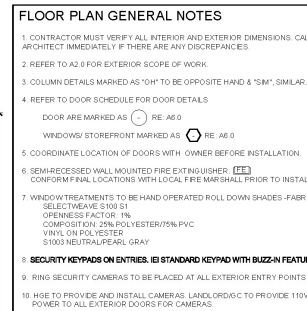 FLOOR PLAN GENERAL NOTES
1. CONTRACTOR MUST VERIFY ALL INTERIOR AND EXTERIOR DIMENSIONS. CAL
ARCHITECT IMMEDIATELY IF THERE ARE ANY DISCREPANCIES.
2. REFER TO A2.0 FOR EXTERIOR SCOPE OF WORK.
3. COLUMN DETAILS MARKED AS "OH" TO BE OPPOSITE HAND & "SIM", SIMILAR.
4. REFER TO DOOR SCHEDULE FOR DOOR DETAILS
DOOR ARE MARKED AS - RE: A6.0
WINDOWS/ STOREFRONT MARKED AS - RE: A6.0
5. COORDINATE LOCATION OF DOORS WITH OWNER BEFORE INSTALLATION.
6. SEMI-RECESSED WALL MOUNTED FIRE EXTINGUISHER. FE
CONFORM FINAL LOCATIONS WITH LOCAL FIRE MARSHALL PRIOR TO INSTAL
7. WINDOW TREATMENTS TO BE HAND OPERATED ROLL DOWN SHADES -FABR
SELECTWEAVE S100 S1
OPENNESS FACTOR: 1%
COMPOSITION: 25% POLYESTER/75% PVC
VINYL ON POLYESTER
S1003 NEUTRAL/PEARL GRAY
8. SECURITY KEYPADS ON ENTRIES. IEI STANDARD KEYPAD WITH BUZZ-IN FEATU
9. RING SECURITY CAMERAS TO BE PLACED AT ALL EXTERIOR ENTRY POINTS
10. HGE TO PROVIDE AND INSTALL CAMERAS. LANDLORD/GC TO PROVIDE 110V
POWER TO ALL EXTERIOR DOORS FOR CAMERAS.